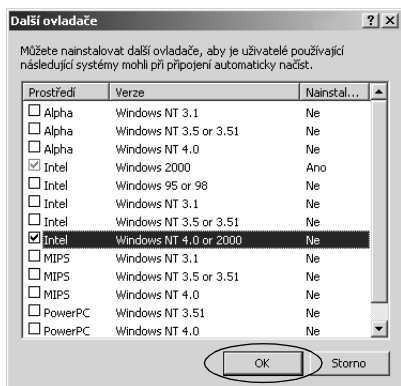 Další ovladače
Můžete nainstalovat další ovladače, aby je uživatelé používající
následující systémy mohli při připojení automaticky načíst.
Prostředí Verze Nainstal...
Alpha Windows NT 3.1 Ne
Alpha Windows NT 3.5 or 3.51 Ne
Alpha Windows NT 4.0 Ne
Intel Windows 2000 Ano
Intel Windows 95 or 98 Ne
Intel Windows NT 3.1 Ne
Intel Windows NT 3.5 or 3.51 Ne
Intel Windows NT 4.0 or 2000 Ne
MIPS Windows NT 3.1 Ne
MIPS Windows NT 3.5 or 3.51 Ne
MIPS Windows NT 4.0 Ne
PowerPC Windows NT 3.51 Ne
PowerPC Windows NT 4.0 Ne
OK Storno